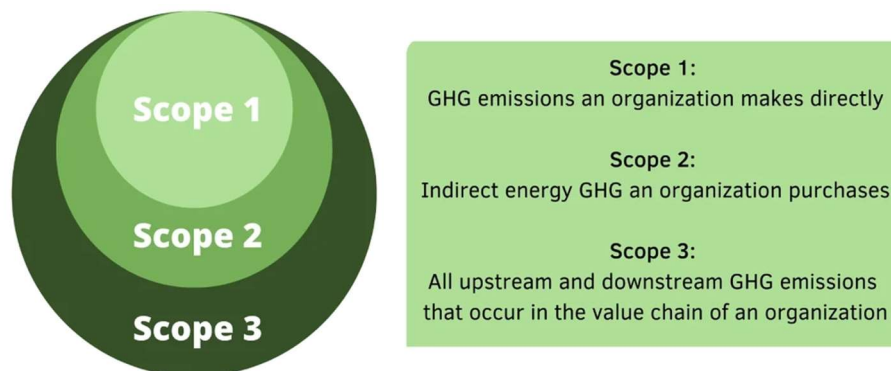 Scope 1
Scope 2
Scope 3
Scope 1:
GHG emissions an organization makes directly
Scope 2:
Indirect energy GHG an organization purchases
Scope 3:
All upstream and downstream GHG emissions
that occur in the value chain of an organization